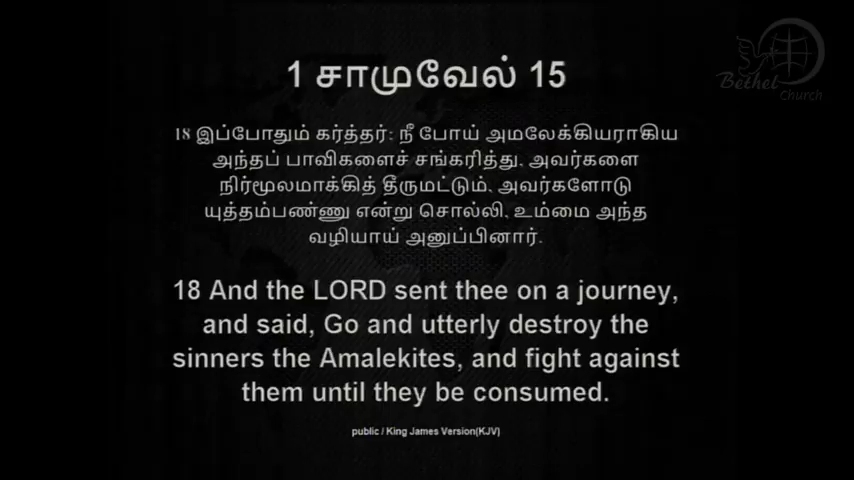 Bethel
Church
1 சாமுவேல் 15
18 இப்போதும் கர்த்தர்: நீ போய் அமலேக்கியராகிய
அந்தப் பாவிகளைச் சங்கரித்து, அவர்களை
நிர்மூலமாக்கித் தீருமட்டும், அவர்களோடு
யுத்தம்பண்ணு என்று சொல்லி, உம்மை அந்த
வழியாய் அனுப்பினார்.
18 And the LORD sent thee on a journey,
and said, Go and utterly destroy the
sinners the Amalekites, and fight against
them until they be consumed.
public / King James Version(KJV)